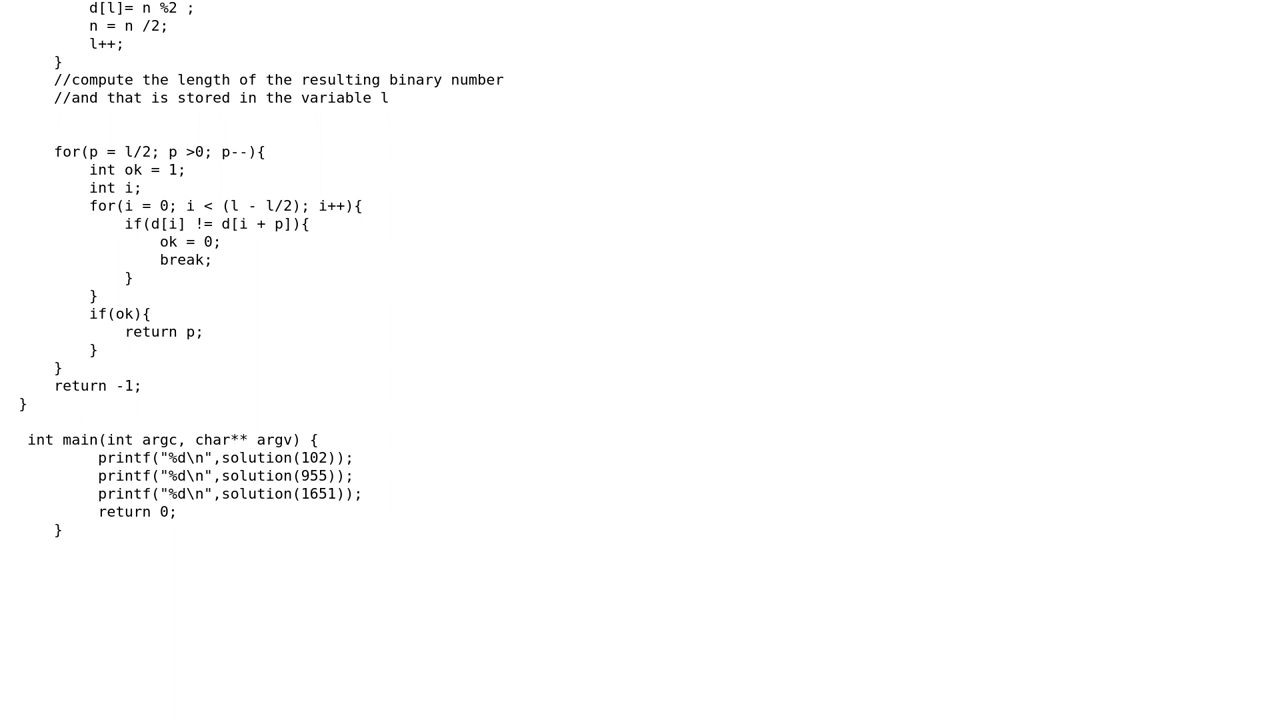 d[l]= n %2 ;
n = n /2;
l++;
}
//compute the length of the resulting binary number
//and that is stored in the variable l
for(p = l/2; p >0; p--){
int ok = 1;
int i;
for(i = 0; i < (l - l/2); i++){
if(d[i] != d[i + p]){
ok = 0;
break;
}
}
if(ok){
return p;
}
}
return -1;
}
int main(int argc, char** argv) {
printf("%d\n",solution(102));
printf("%d\n",solution(955));
printf("%d\n",solution(1651));
return 0;
}